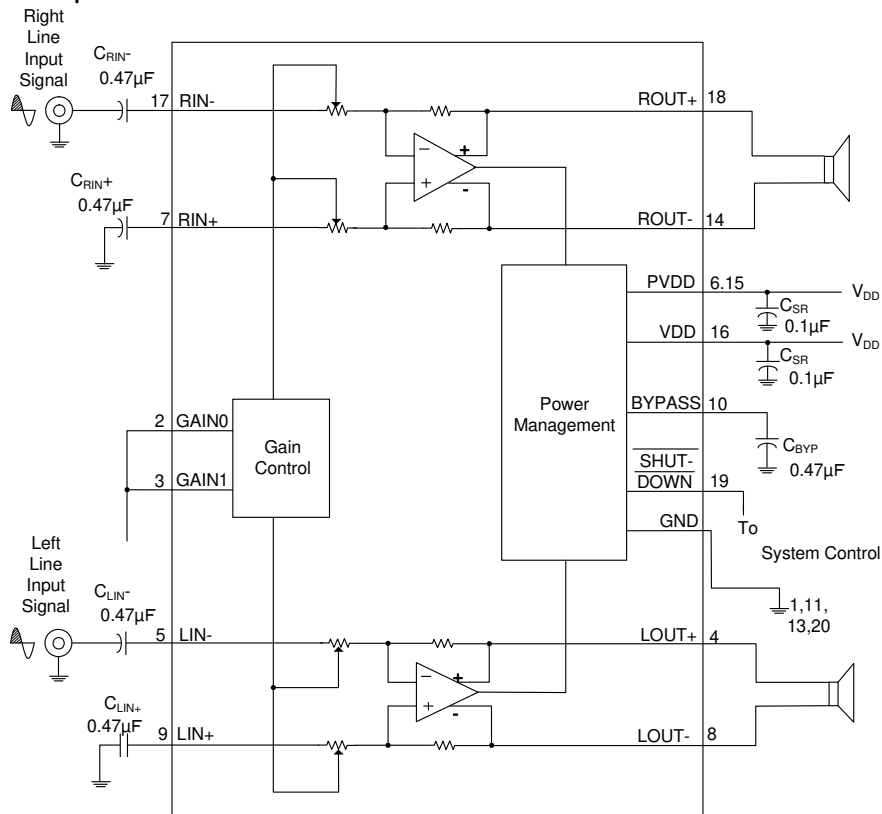 Right
Line
Input
Signal
CRIN-
0.47µF
17 RIN-
ROUT+ 18
CRIN+
0.47µF
7 RIN+
ROUT- 14
−
+
+
-
PVDD 6.15
VDD
CSR
0.1µF
VDD 16
VDD
CSR
0.1µF
BYPASS 10
CBYP
0.47µF
Power
Management
SHUT-
DOWN 19
To
System Control
GND
1,11,
13,20
2 GAIN0
3 GAIN1
Gain
Control
Left
Line
Input
Signal
CLIN-
0.47µF
5 LIN-
LOUT+ 4
CLIN+
0.47µF
9 LIN+
LOUT- 8
−
+
+
-